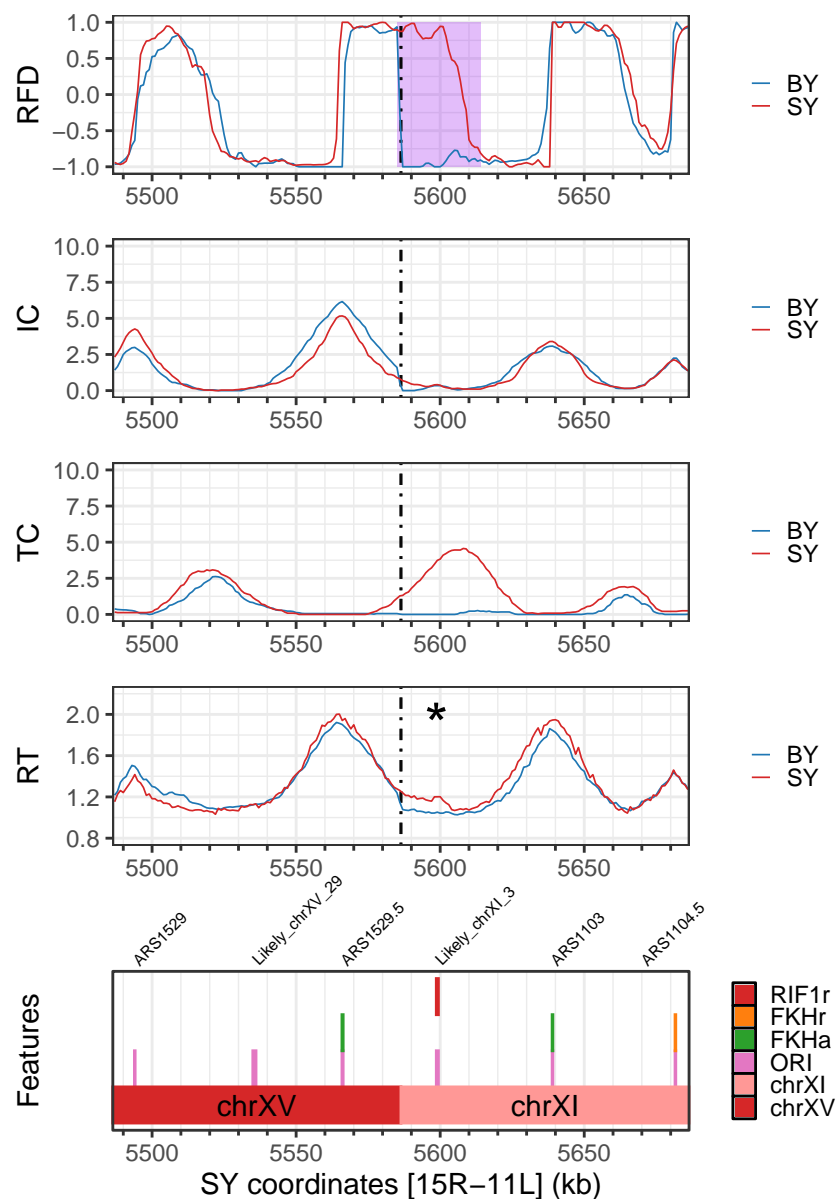 RFD
1.0
0.5
0.0
−0.5
−1.0
5500
5550
5600
5650
BY
SY
IC
10.0
7.5
5.0
2.5
0.0
5500
5550
5600
5650
BY
SY
TC
10.0
7.5
5.0
2.5
0.0
5500
5550
5600
5650
BY
SY
RT
2.0
1.6
1.2
0.8
*
5500
5550
5600
5650
BY
SY
ARS1529
Likely_chrXV_29
ARS1529.5
Likely_chrXI_3
ARS1103
ARS1104.5
Features
chrXV
chrXI
RIF1r
FKHr
FKHa
ORI
chrXI
chrXV
5500
5550
5600
5650
SY coordinates [15R−11L] (kb)